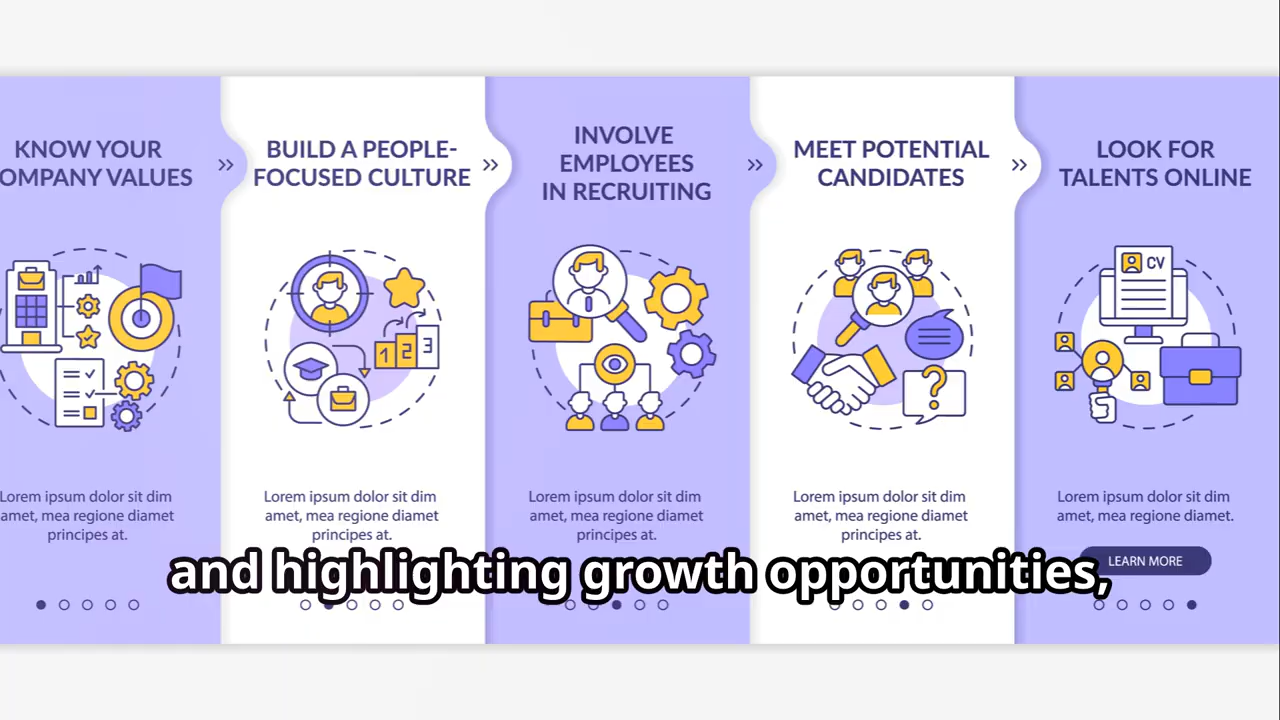 KNOW YOUR
OMPANY VALUES
BUILD A PEOPLE-
FOCUSED CULTURE
INVOLVE
EMPLOYEES
IN RECRUITING
MEET POTENTIAL
CANDIDATES
LOOK FOR
TALENTS ONLINE
1
2
3
?
CV
Lorem ipsum dolor sit dim
amet, mea regione diamet
principes at.
Lorem ipsum dolor sit dim
amet, mea regione diamet
principes at.
Lorem ipsum dolor sit dim
amet, mea regione diamet
principes at.
Lorem ipsum dolor sit dim
amet, mea regione diamet
principes at.
Lorem ipsum dolor sit dim
amet, mea regione diamet.
LEARN MORE
and highlighting growth opportunities,